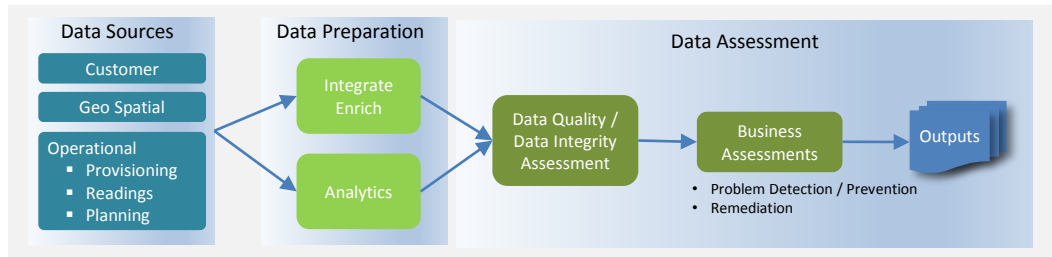 Data Sources
Customer
Geo Spatial
Operational
▪ Provisioning
▪ Readings
▪ Planning
Data Preparation
Integrate
Enrich
Analytics
Data Assessment
Data Quality /
Data Integrity
Assessment
Business
Assessments
• Problem Detection / Prevention
• Remediation
Outputs